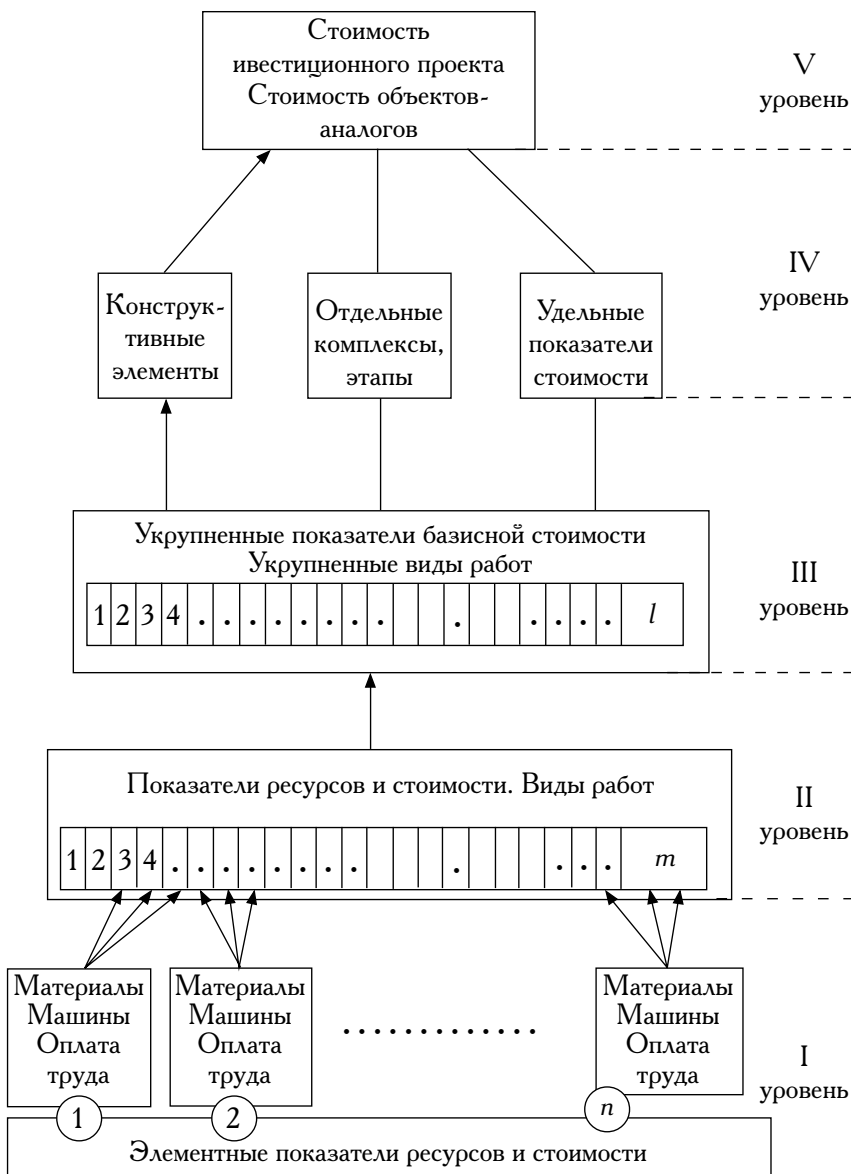 Стоимость
ивестиционного проекта
Стоимость объектов-
аналогов
V
уровень
IV
уровень
Конструк-
тивные
элементы
Отдельные
комплексы,
этапы
Удельные
показатели
стоимости
Укрупненные показатели базисной стоимости
Укрупненные виды работ
1 2 3 4 . . . . . . . . . . . . . l
III
уровень
Показатели ресурсов и стоимости. Виды работ
1 2 3 4 . . . . . . . . . . . . m
II
уровень
Материалы
Машины
Оплата
труда
1
Материалы
Машины
Оплата
труда
2
. . . . . . . . . . . . .
Материалы
Машины
Оплата
труда
n
I
уровень
Элементные показатели ресурсов и стоимости